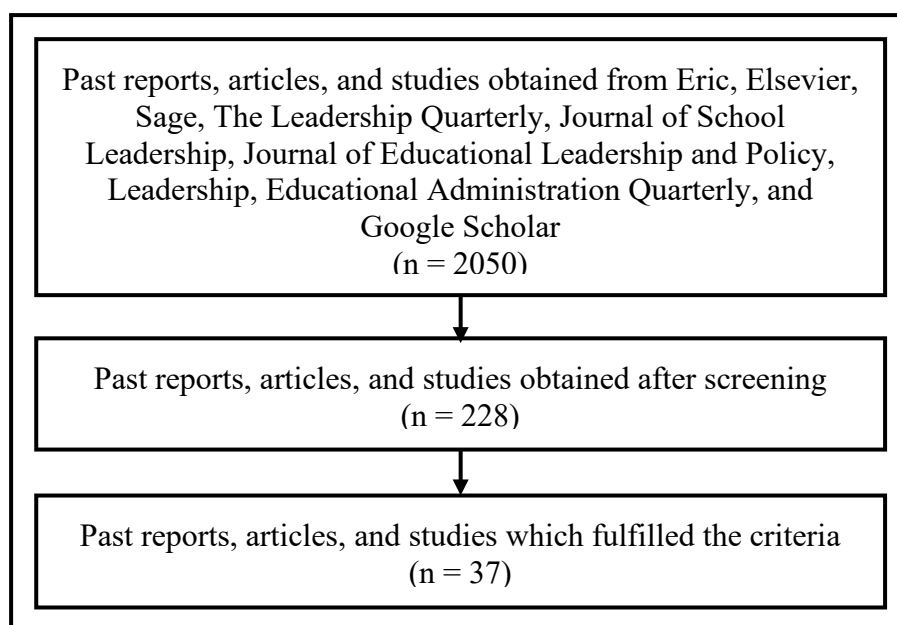 Past reports, articles, and studies obtained from Eric, Elsevier,
Sage, The Leadership Quarterly, Journal of School
Leadership, Journal of Educational Leadership and Policy,
Leadership, Educational Administration Quarterly, and
Google Scholar
(n = 2050)
Past reports, articles, and studies obtained after screening
(n = 228)
Past reports, articles, and studies which fulfilled the criteria
(n = 37)